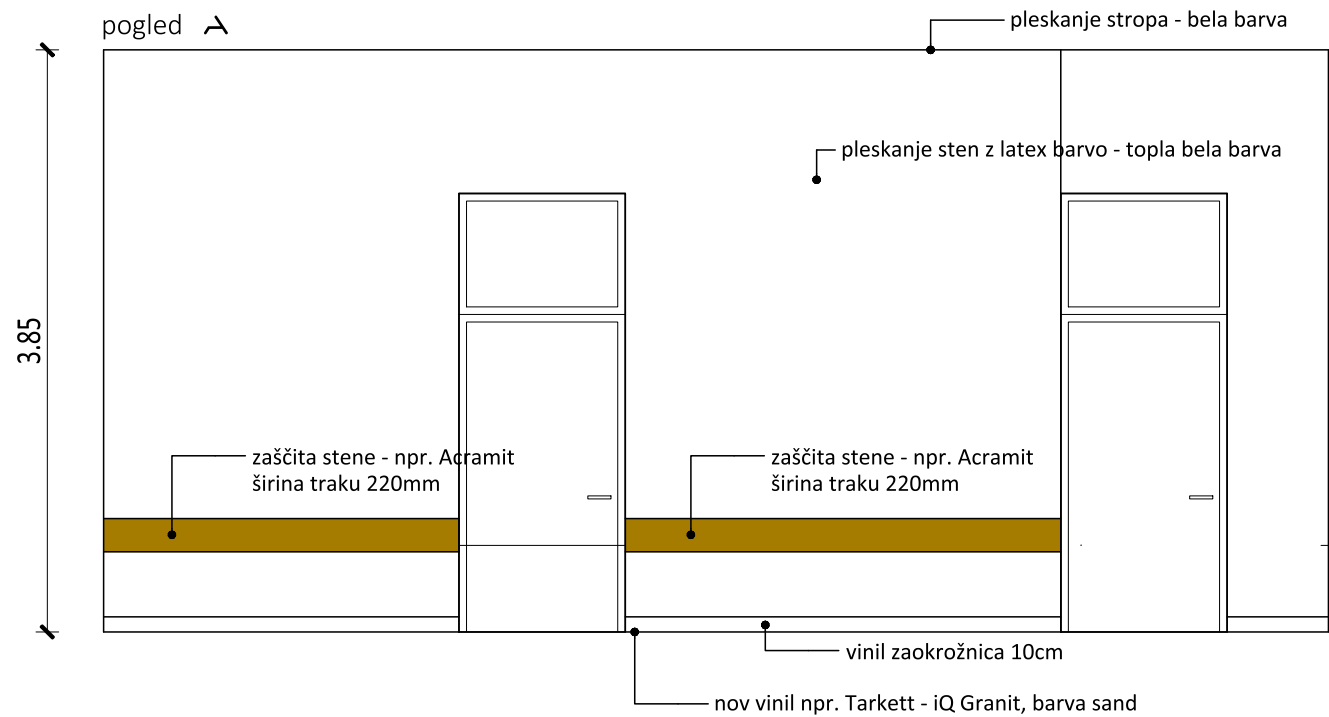 pogled A
pleskanje stropa - bela barva
pleskanje sten z latex barvo - topla bela barva
3.85
zaščita stene - npr. Acramit
širina traku 220mm
zaščita stene - npr. Acramit
širina traku 220mm
vinil zaokrožnica 10cm
nov vinil npr. Tarkett - iQ Granit, barva sand